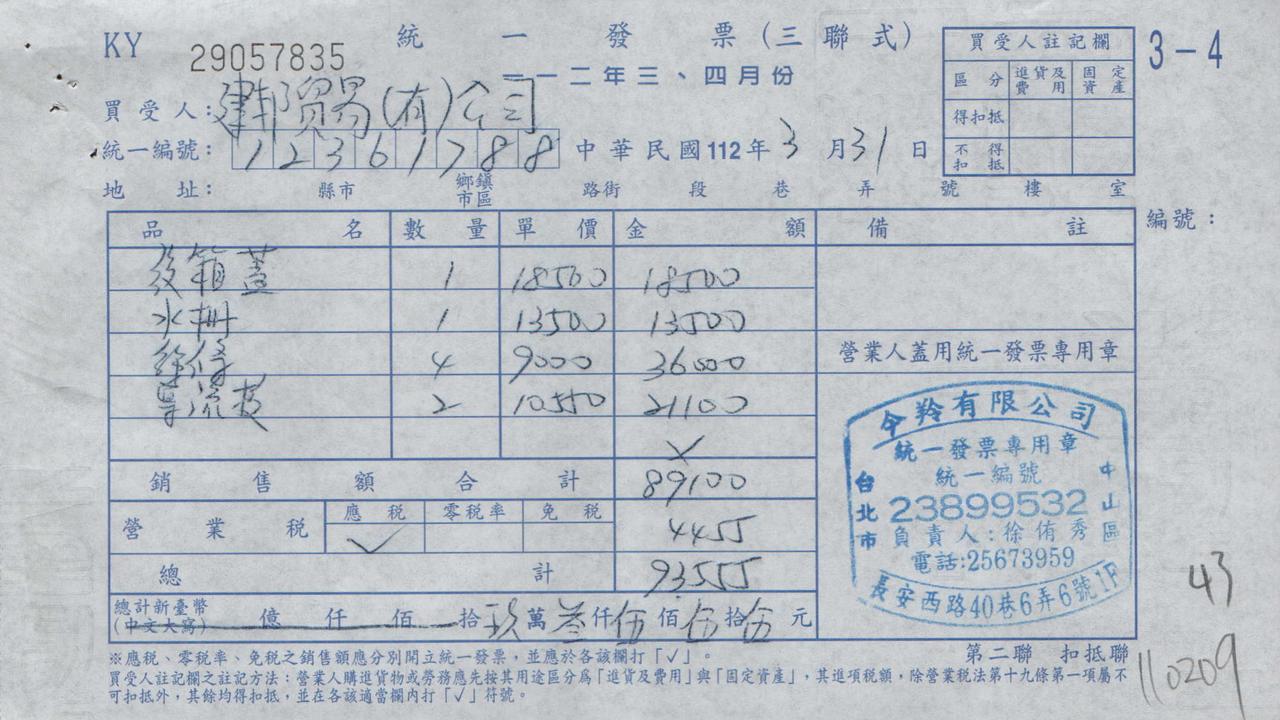 KY 29057835 統一發票(三聯式)
一一二年三、四月份
3-4
買受人註記欄
區分 進貨及費用 固定資產
得扣抵
不得扣抵
買受人:建邦貿易(有)公司
統一編號:12361788 中華民國112年3月31日
地址: 縣市 鄉鎮市區 路街 段 巷 弄 號 樓 室
編號:
品名 數量 單價 金額 備註
後箱蓋 1 18500 18500
水柵 1 13500 13500
4 9000 36000
導流板 2 10550 21100
銷售額合計 89100
營業稅 應稅 ✓ 零稅率 免稅 4455
總計 93555
總計新臺幣(中文大寫) 億 仟 佰 拾玖萬叁仟伍佰伍拾伍元
營業人蓋用統一發票專用章
今羚有限公司
統一發票專用章
統一編號
23899532
台北市 中山區
負責人:徐侑秀
電話:25673959
長安西路40巷6弄6號1F
43
110209
第二聯 扣抵聯
※應稅、零稅率、免稅之銷售額應分別開立統一發票,並應於各該欄打「✓」。
買受人註記欄之註記方法:營業人購進貨物或勞務應先按其用途區分為「進貨及費用」與「固定資產」,其進項稅額,除營業稅法第十九條第一項屬不
可扣抵外,其餘均得扣抵,並在各該適當欄內打「✓」符號。